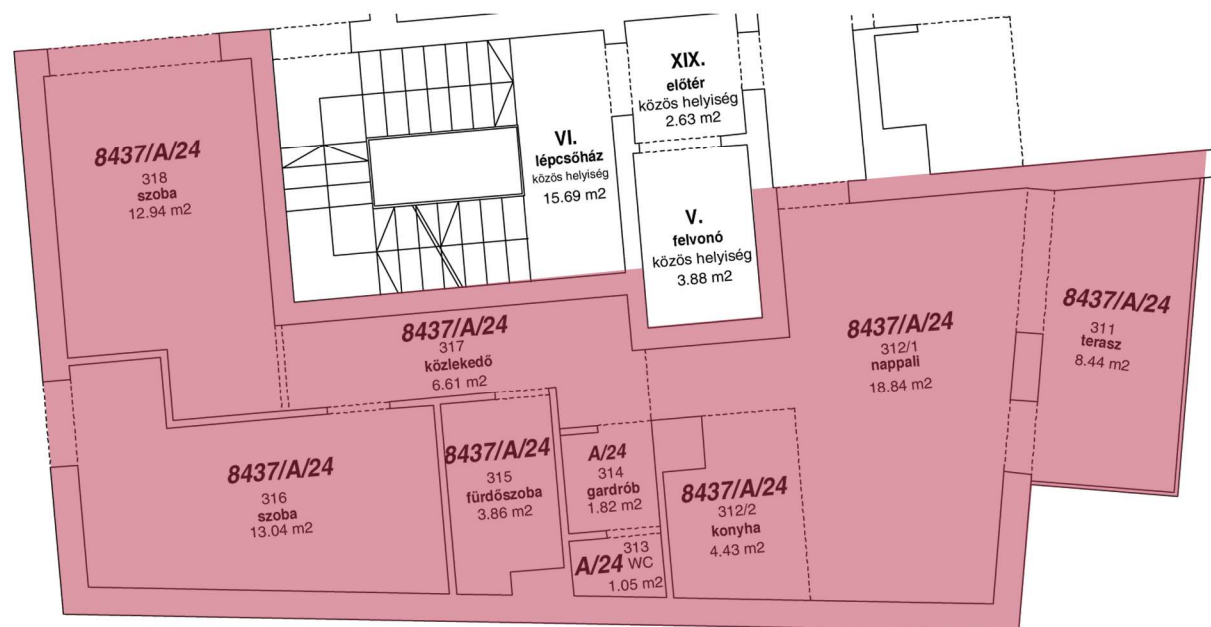 XIX.
előtér
közös helyiség
2.63 m2
VI.
lépcsőház
közös helyiség
15.69 m2
V.
felvonó
közös helyiség
3.88 m2
8437/A/24
318
szoba
12.94 m2
8437/A/24
317
közlekedő
6.61 m2
8437/A/24
312/1
nappali
18.84 m2
8437/A/24
311
terasz
8.44 m2
8437/A/24
316
szoba
13.04 m2
8437/A/24
315
fürdőszoba
3.86 m2
A/24
314
gardrób
1.82 m2
8437/A/24
312/2
konyha
4.43 m2
A/24
313
WC
1.05 m2